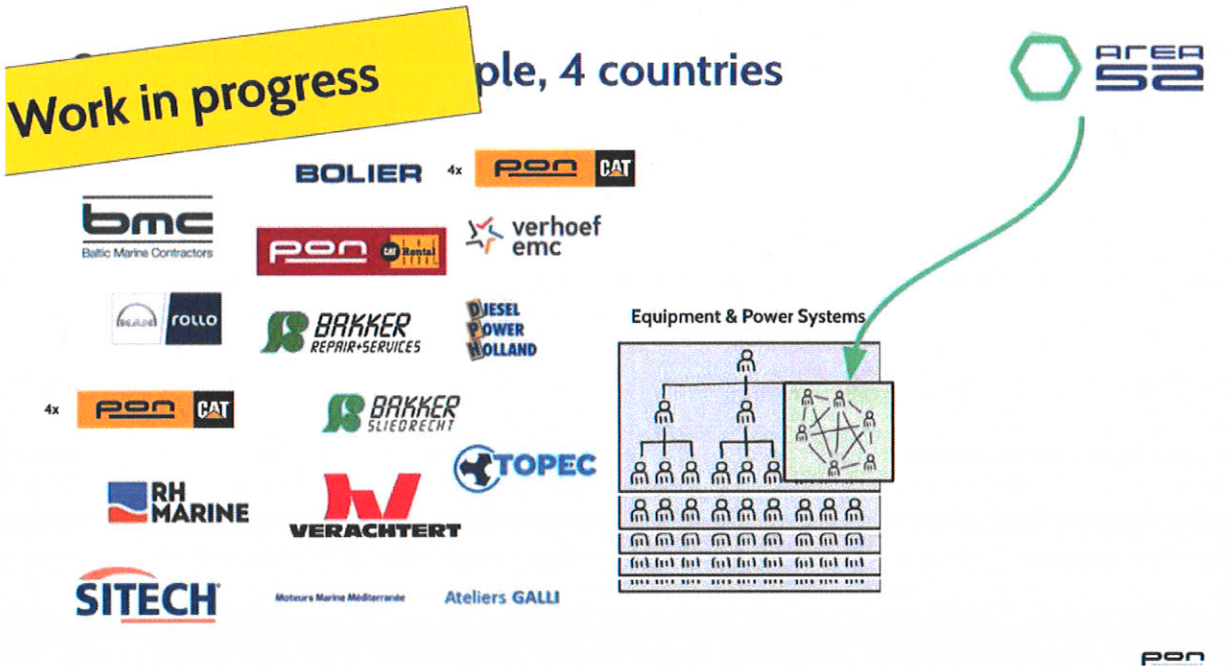 Work in progress
ple, 4 countries
AREA
52
BOLIER
4x
pon CAT
bmc
Baltic Marine Contractors
pon CAT Rental
verhoef
emc
MAN rollo
BAKKER
REPAIR+SERVICES
DIESEL
POWER
HOLLAND
Equipment & Power Systems
4x
pon CAT
BAKKER
SLIEDRECHT
TOPEC
RH
MARINE
VERACHTERT
SITECH
Moteurs Marine Méditerranée
Ateliers GALLI
pon